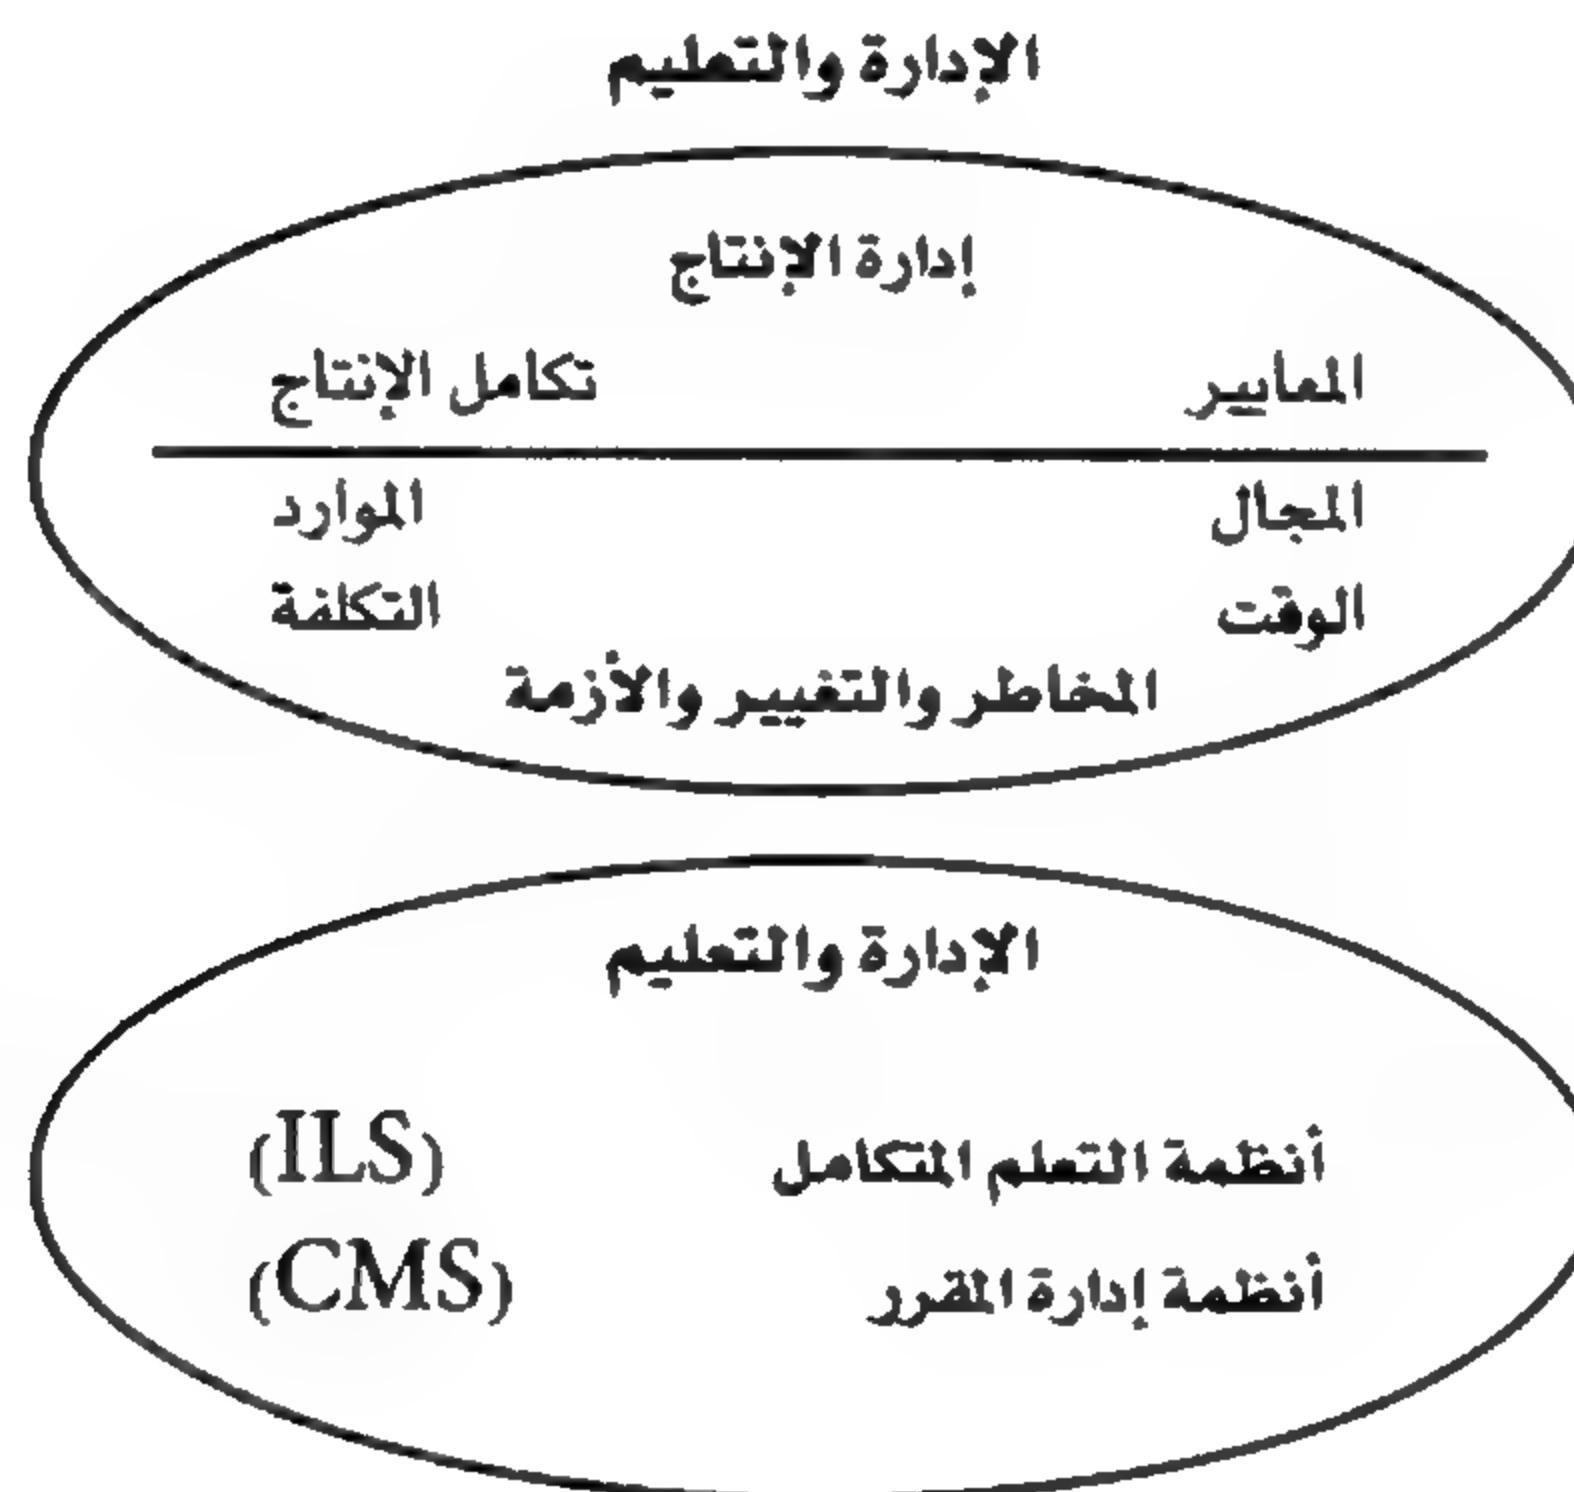 الإدارة والتعليم
إدارة الإنتاج
المعايير تكامل الإنتاج
المجال الموارد
الوقت التكلفة
المخاطر والتغيير والأزمة
الإدارة والتعليم
أنظمة التعلم المتكامل (ILS)
أنظمة إدارة المقرر (CMS)